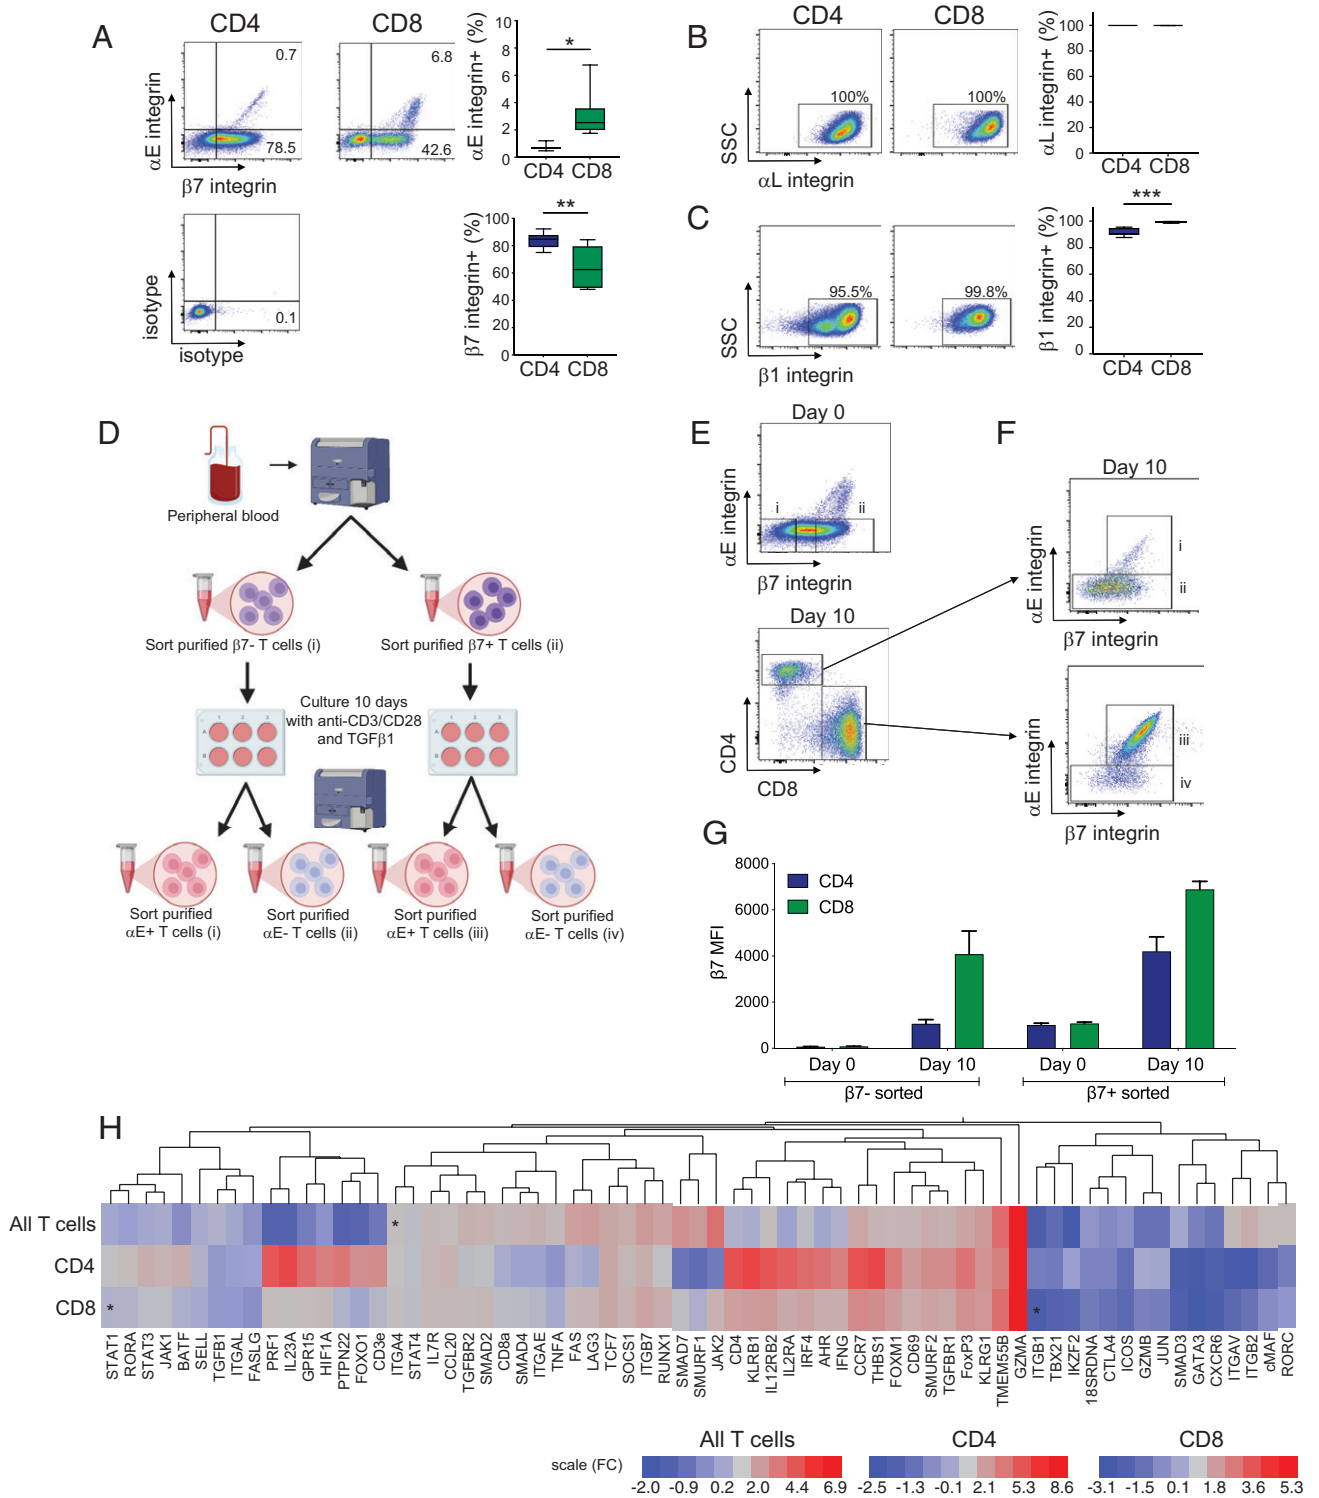 A
CD4
CD8
αE integrin
0.7
78.5
6.8
42.6
β7 integrin
αE integrin+ (%)
10
8
6
4
2
0
*
CD4 CD8
isotype
0.1
isotype
β7 integrin+ (%)
100
80
60
40
20
0
**
CD4 CD8
B
CD4
CD8
SSC
100%
100%
αL integrin
αL integrin+ (%)
100
80
60
40
20
0
CD4 CD8
C
SSC
95.5%
99.8%
β1 integrin
β1 integrin+ (%)
100
80
60
40
20
0
***
CD4 CD8
D
Peripheral blood
Sort purified β7- T cells (i)
Sort purified β7+ T cells (ii)
Culture 10 days
with anti-CD3/CD28
and TGFβ1
1 2 3
A
B
1 2 3
A
B
Sort purified
αE+ T cells (i)
Sort purified
αE- T cells (ii)
Sort purified
αE+ T cells (iii)
Sort purified
αE- T cells (iv)
E
Day 0
αE integrin
i
ii
β7 integrin
Day 10
CD4
CD8
F
Day 10
αE integrin
i
ii
β7 integrin
αE integrin
iii
iv
β7 integrin
G
β7 MFI
8000
6000
4000
2000
0
CD4
CD8
Day 0
Day 10
Day 0
Day 10
β7- sorted
β7+ sorted
H
All T cells
*
CD4
CD8
*
*
STAT1
RORA
STAT3
JAK1
BATF
SELL
TGFB1
ITGAL
FASLG
PRF1
IL23A
GPR15
HIF1A
PTPN22
FOXO1
CD3e
ITGA4
STAT4
IL7R
CCL20
TGFBR2
SMAD2
CD8a
SMAD4
ITGAE
TNFA
FAS
LAG3
TCF7
SOCS1
ITGB7
RUNX1
SMAD7
SMURF1
JAK2
CD4
KLRB1
IL12RB2
IL2RA
IRF4
AHR
IFNG
CCR7
THBS1
FOXM1
CD69
SMURF2
TGFBR1
FoxP3
KLRG1
TMEM55B
GZMA
ITGB1
TBX21
IKZF2
18SRDNA
CTLA4
ICOS
GZMB
JUN
SMAD3
GATA3
CXCR6
ITGAV
ITGB2
cMAF
RORC
All T cells
CD4
CD8
scale (FC)
-2.0 -0.9 0.2 2.0 4.4 6.9
-2.5 -1.3 -0.1 2.1 5.3 8.6
-3.1 -1.5 0.1 1.8 3.6 5.3